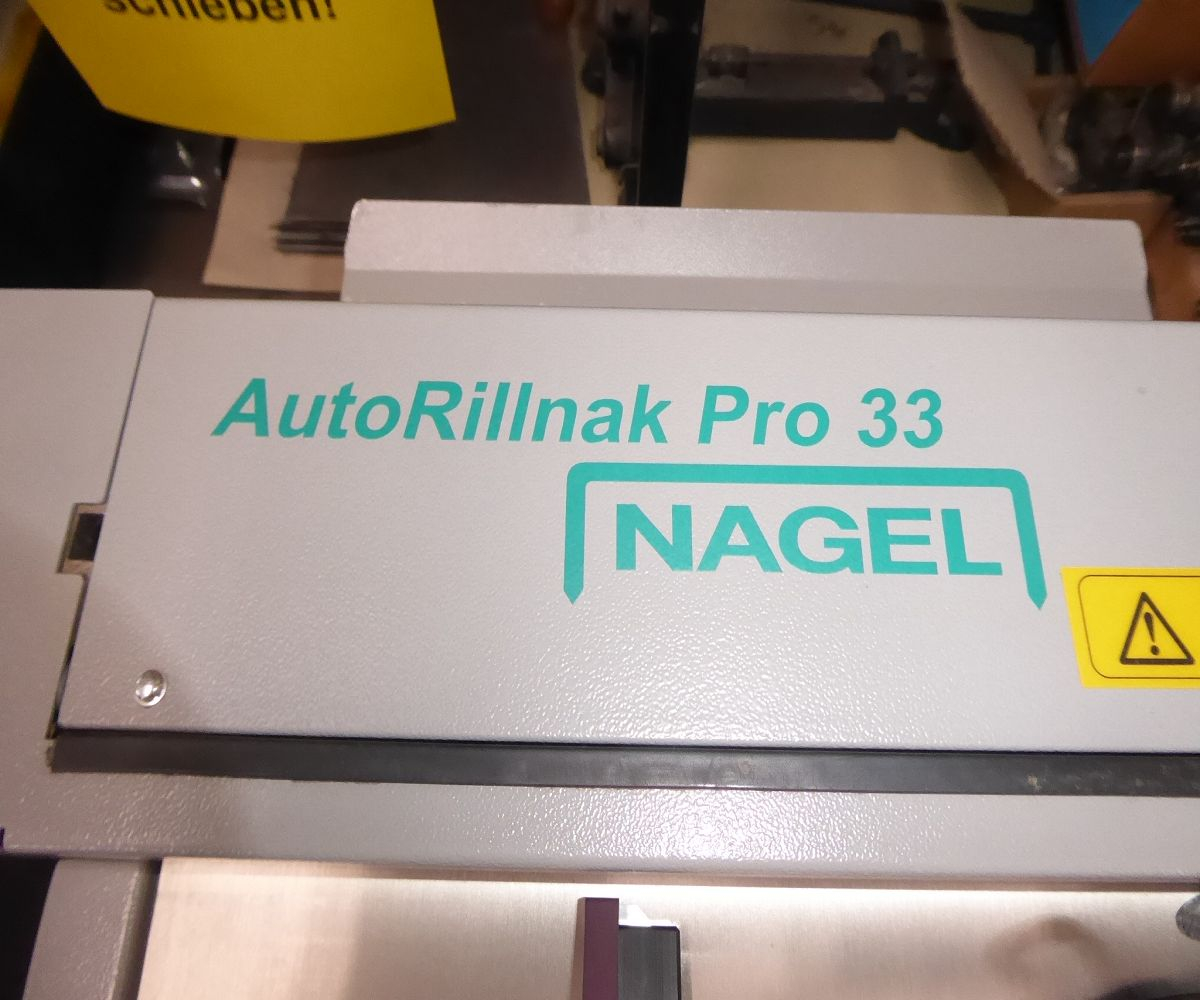 schieben!
AutoRillnak Pro 33
NAGEL